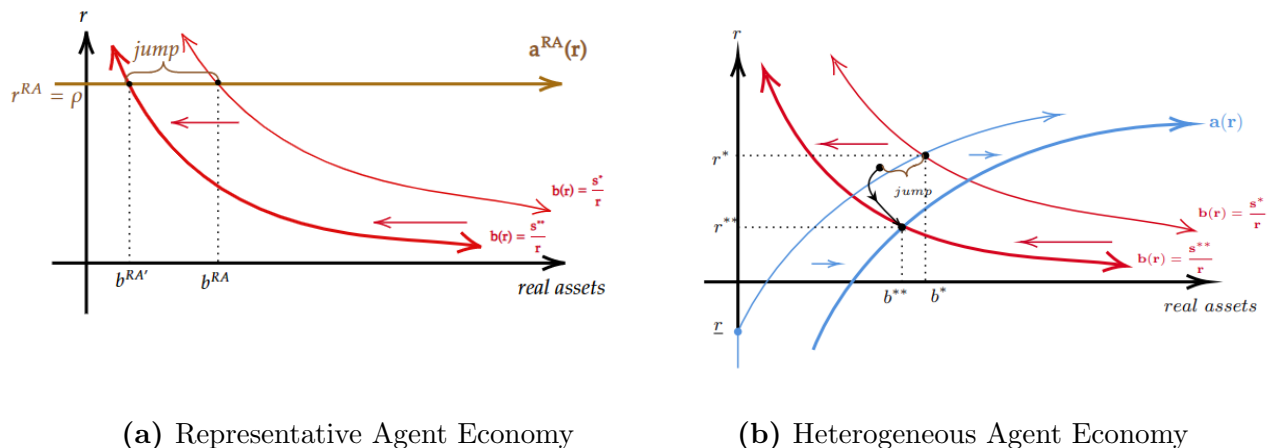 r
jump
a^RA(r)
r^RA = ρ
b(r) = s*/r
b(r) = s**/r
b^RA′
b^RA
real assets
(a) Representative Agent Economy
r
a(r)
r*
jump
r**
b(r) = s*/r
b(r) = s**/r
b**
b*
real assets
r
(b) Heterogeneous Agent Economy